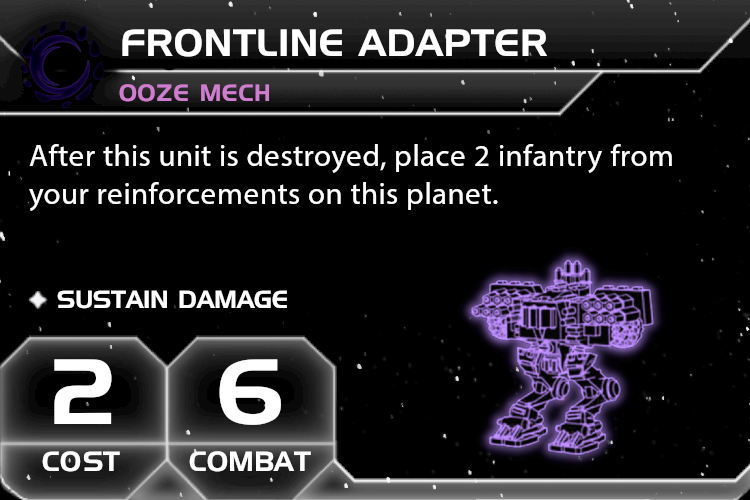 FRONTLINE ADAPTER
OOZE MECH
After this unit is destroyed, place 2 infantry from
your reinforcements on this planet.
SUSTAIN DAMAGE
2 6
COST COMBAT